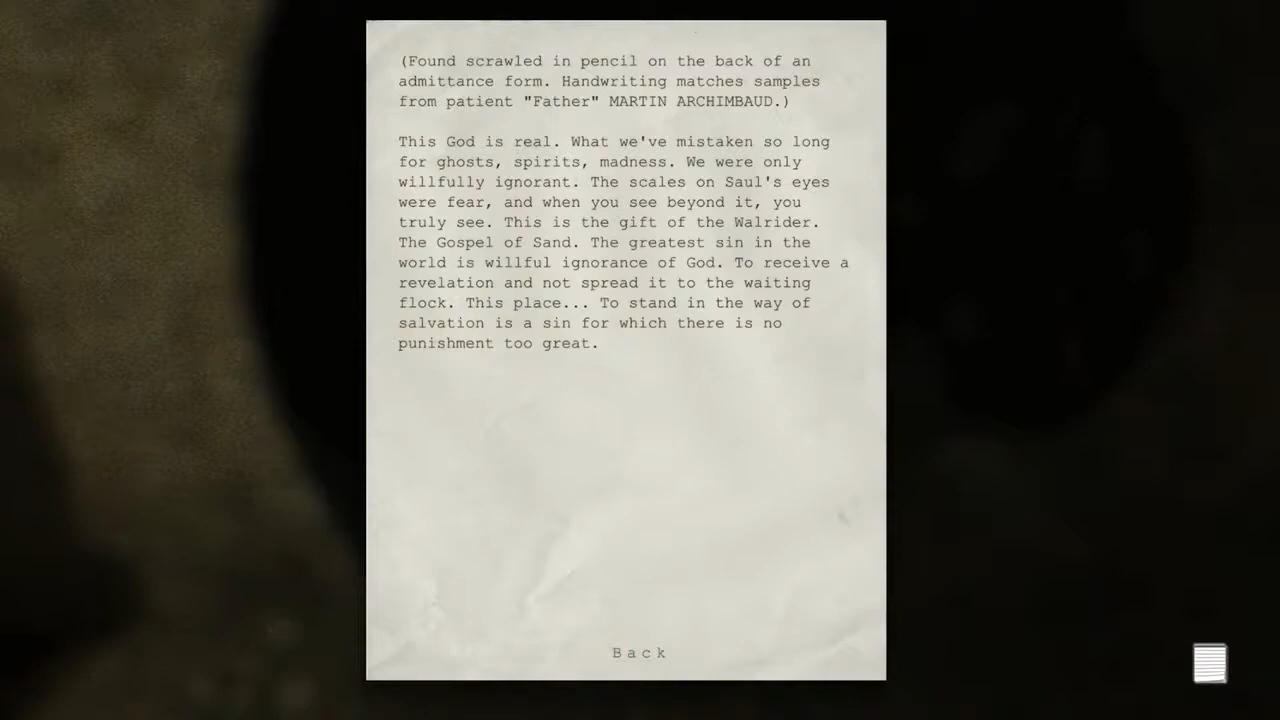 (Found scrawled in pencil on the back of an
admittance form. Handwriting matches samples
from patient "Father" MARTIN ARCHIMBAUD.)
This God is real. What we've mistaken so long
for ghosts, spirits, madness. We were only
willfully ignorant. The scales on Saul's eyes
were fear, and when you see beyond it, you
truly see. This is the gift of the Walrider.
The Gospel of Sand. The greatest sin in the
world is willful ignorance of God. To receive a
revelation and not spread it to the waiting
flock. This place... To stand in the way of
salvation is a sin for which there is no
punishment too great.
Back